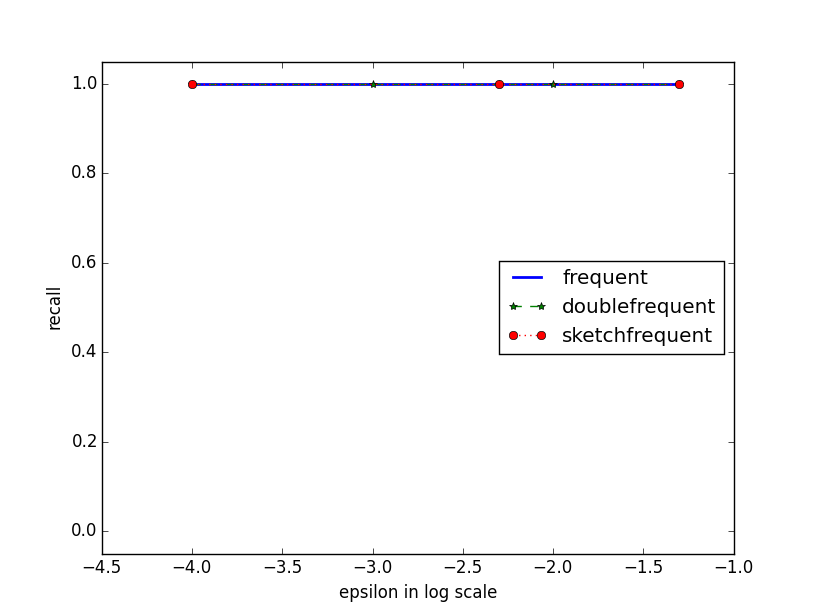 1.0
0.8
0.6
0.4
0.2
0.0
recall
frequent
doublefrequent
sketchfrequent
−4.5 −4.0 −3.5 −3.0 −2.5 −2.0 −1.5 −1.0
epsilon in log scale